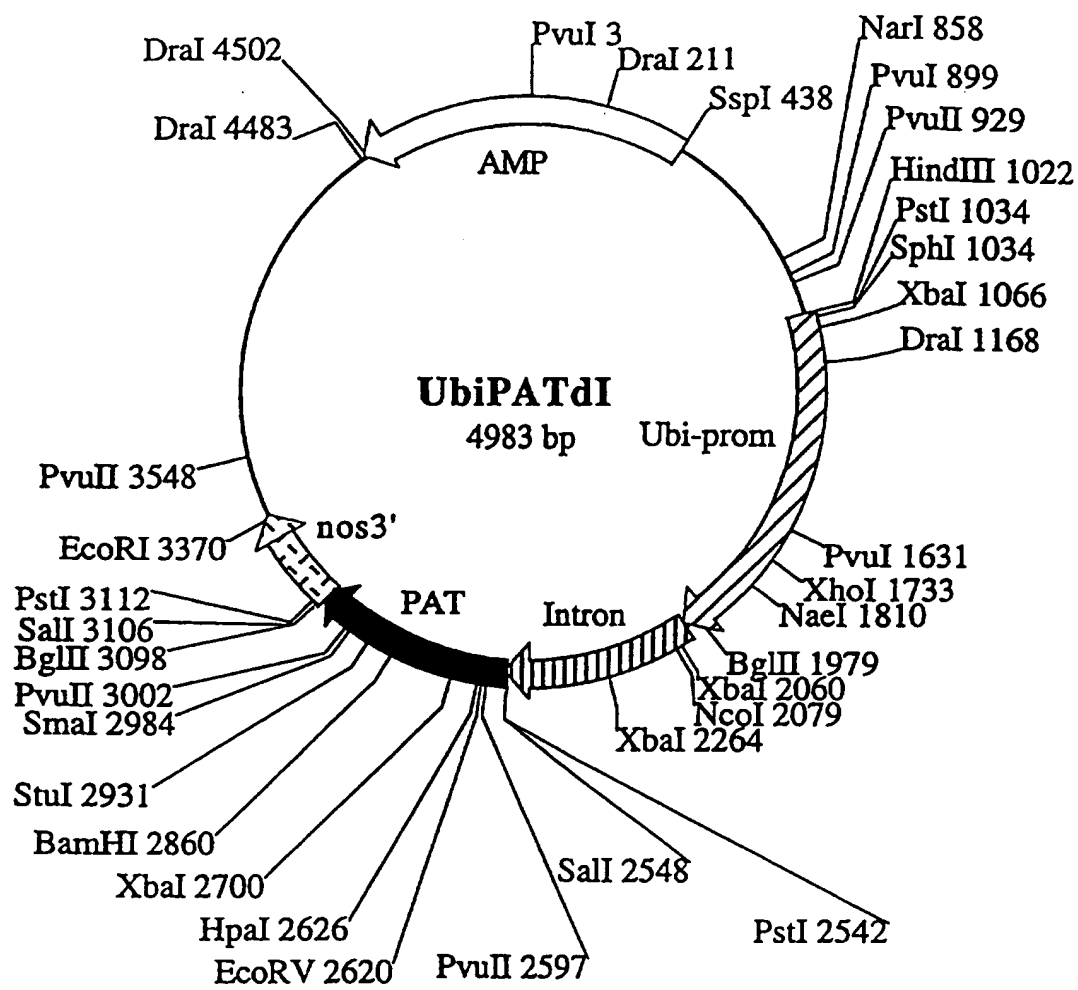 PvuI 3
DraI 211
SspI 438
NarI 858
PvuI 899
PvuII 929
HindIII 1022
PstI 1034
SphI 1034
XbaI 1066
DraI 1168
Ubi-prom
PvuI 1631
XhoI 1733
NaeI 1810
BglII 1979
XbaI 2060
NcoI 2079
XbaI 2264
Intron
PstI 2542
SalI 2548
PvuII 2597
EcoRV 2620
HpaI 2626
XbaI 2700
BamHI 2860
StuI 2931
SmaI 2984
PvuII 3002
BglII 3098
SalI 3106
PstI 3112
PAT
nos3'
EcoRI 3370
PvuII 3548
DraI 4483
DraI 4502
AMP
UbiPATdI
4983 bp